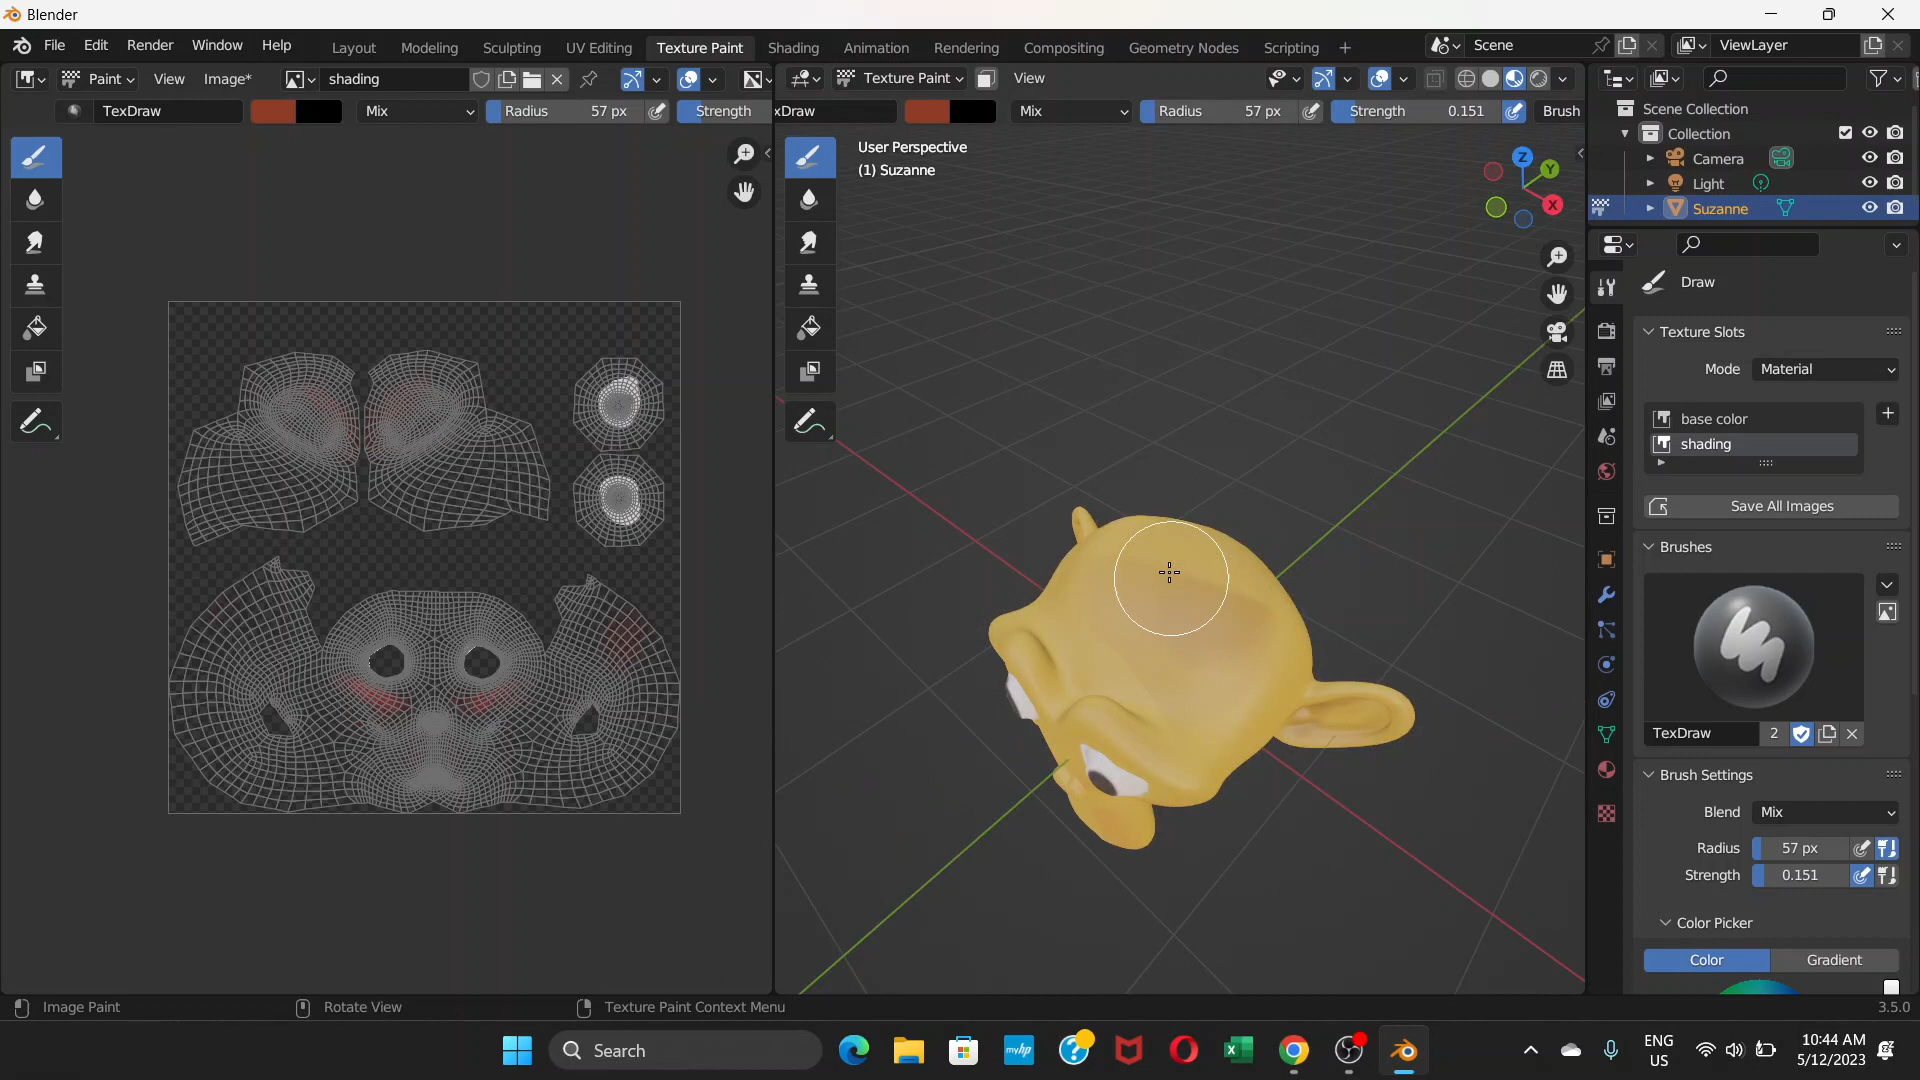 Blender
File Edit Render Window Help Layout Modeling Sculpting UV Editing Texture Paint Shading Animation Rendering Compositing Geometry Nodes Scripting Scene ViewLayer
Paint View Image* shading Texture Paint View
TexDraw Mix Radius 57 px Strength xDraw Mix Radius 57 px Strength 0.151 Brush
Scene Collection
Collection
Camera
Light
Suzanne
User Perspective
(1) Suzanne
Z
Y
X
Draw
Texture Slots
Mode Material
base color
shading
Save All Images
Brushes
TexDraw 2
Brush Settings
Blend Mix
Radius 57 px
Strength 0.151
Color Picker
Color Gradient
Image Paint Rotate View Texture Paint Context Menu 3.5.0
Search
myhp
ENG
US
10:44 AM
5/12/2023